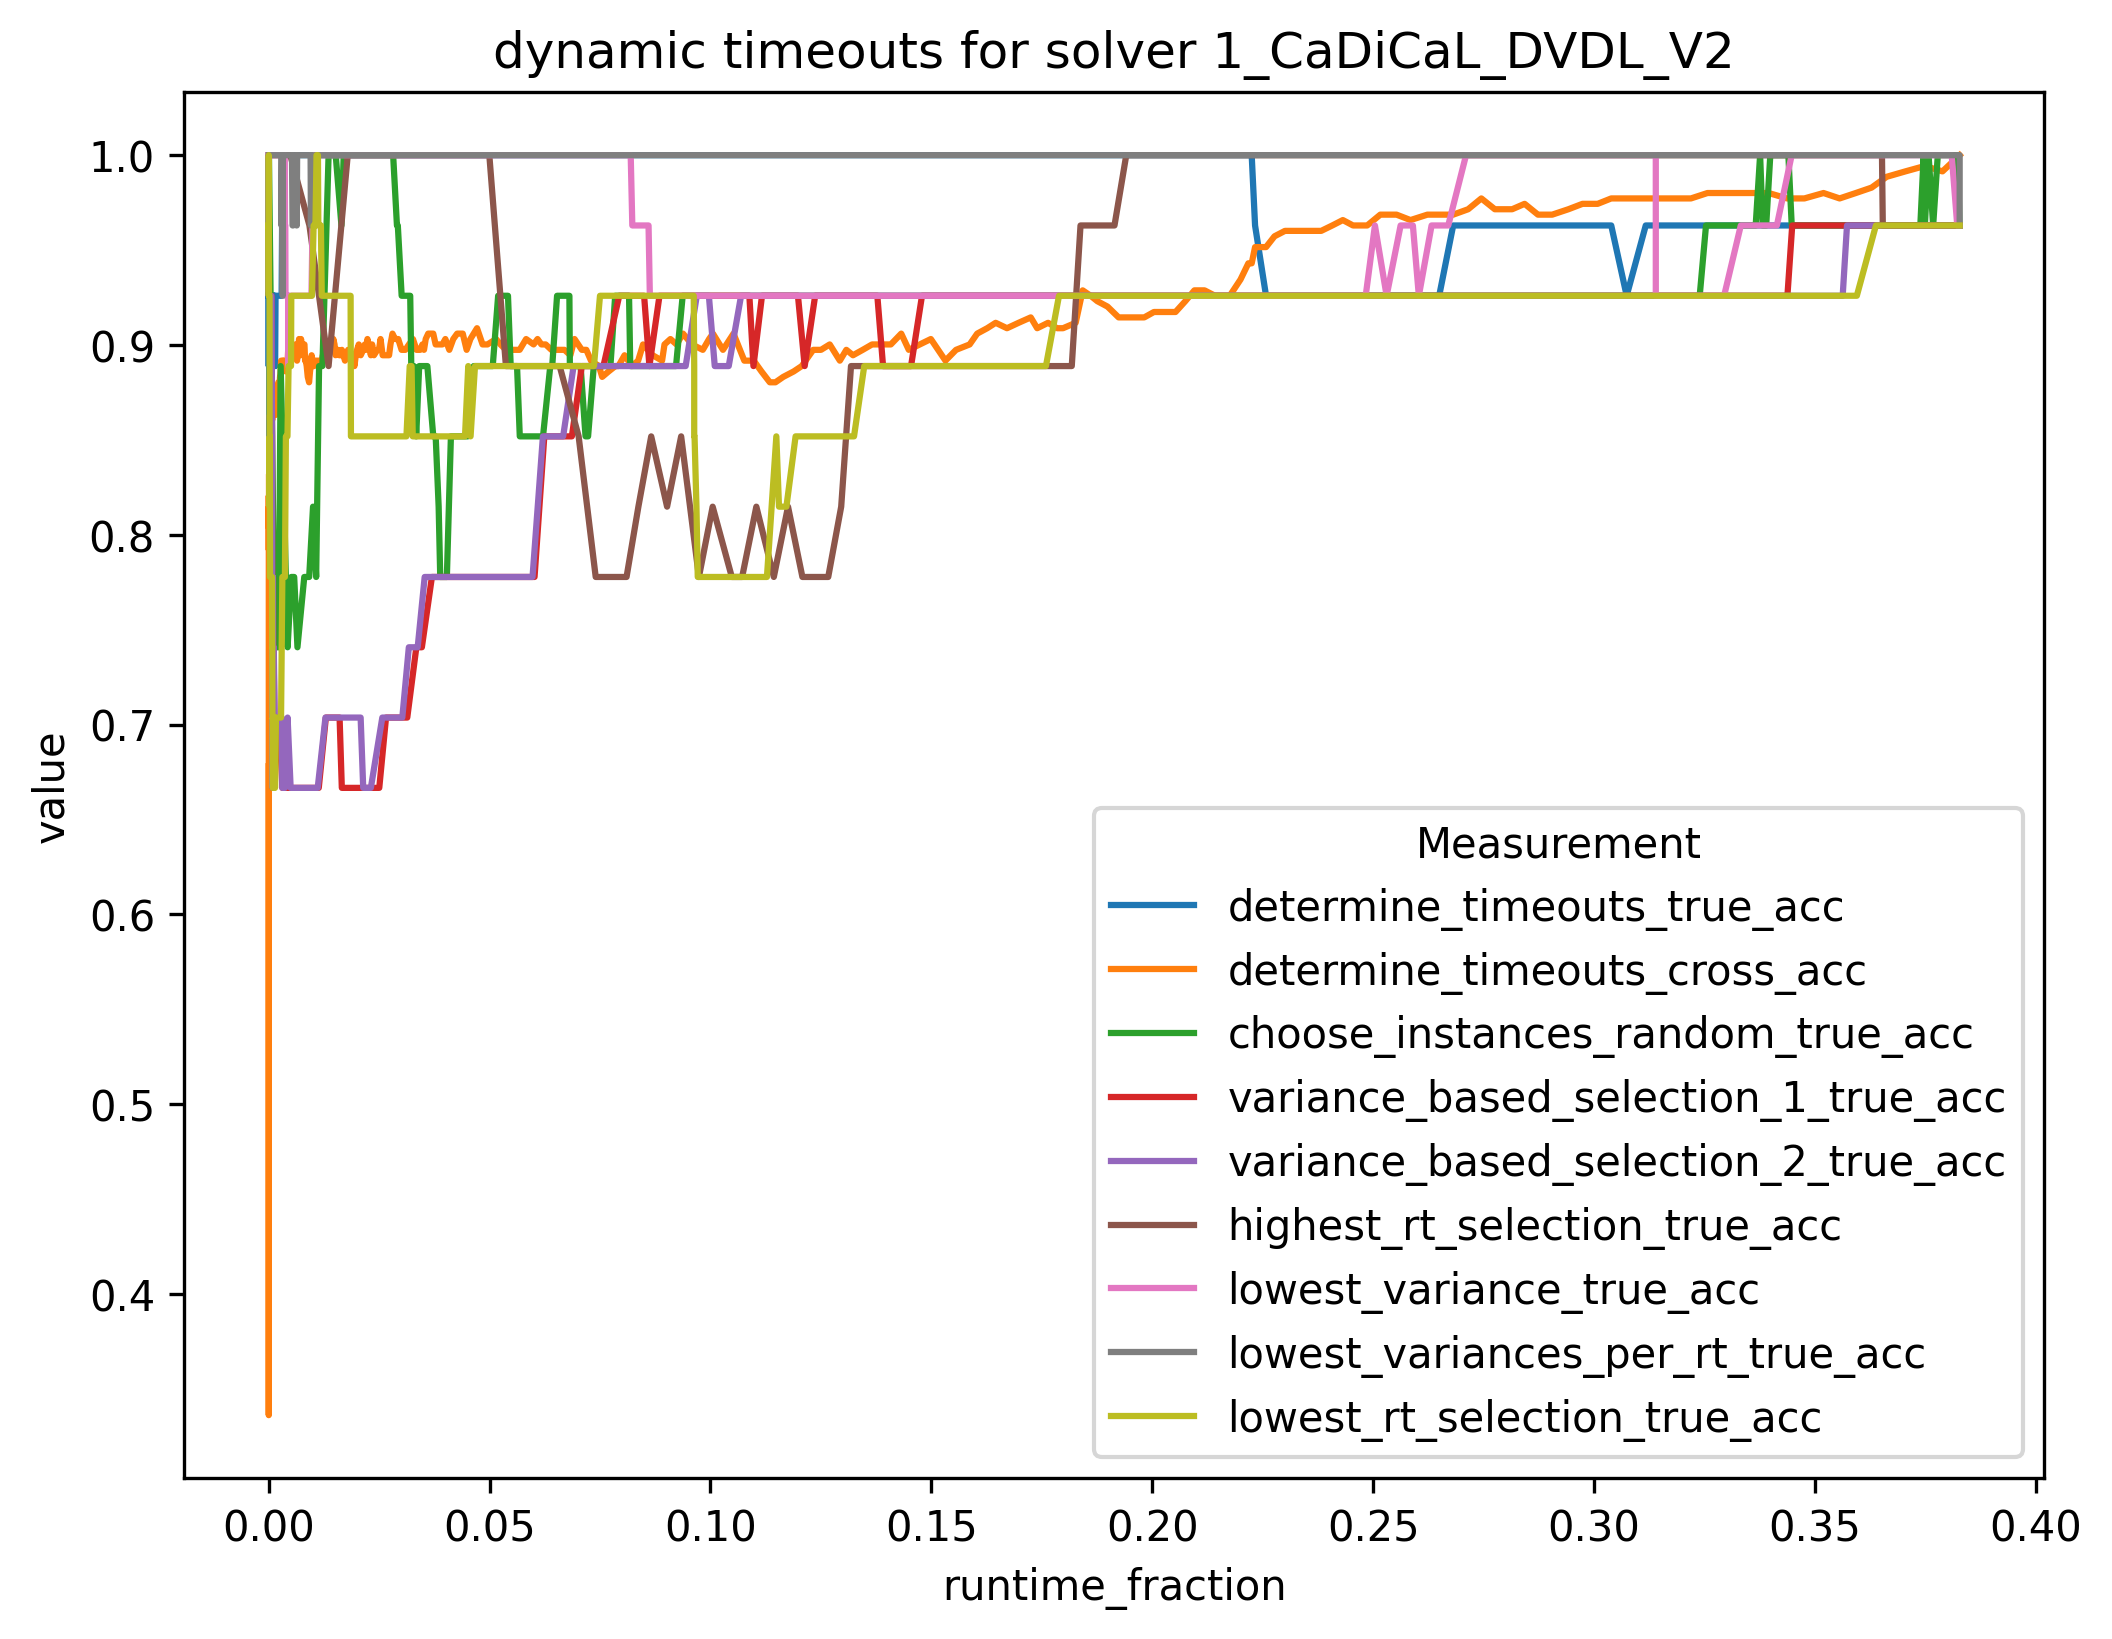 dynamic timeouts for solver 1_CaDiCaL_DVDL_V2
value
1.0
0.9
0.8
0.7
0.6
0.5
0.4
Measurement
determine_timeouts_true_acc
determine_timeouts_cross_acc
choose_instances_random_true_acc
variance_based_selection_1_true_acc
variance_based_selection_2_true_acc
highest_rt_selection_true_acc
lowest_variance_true_acc
lowest_variances_per_rt_true_acc
lowest_rt_selection_true_acc
0.00 0.05 0.10 0.15 0.20 0.25 0.30 0.35 0.40
runtime_fraction